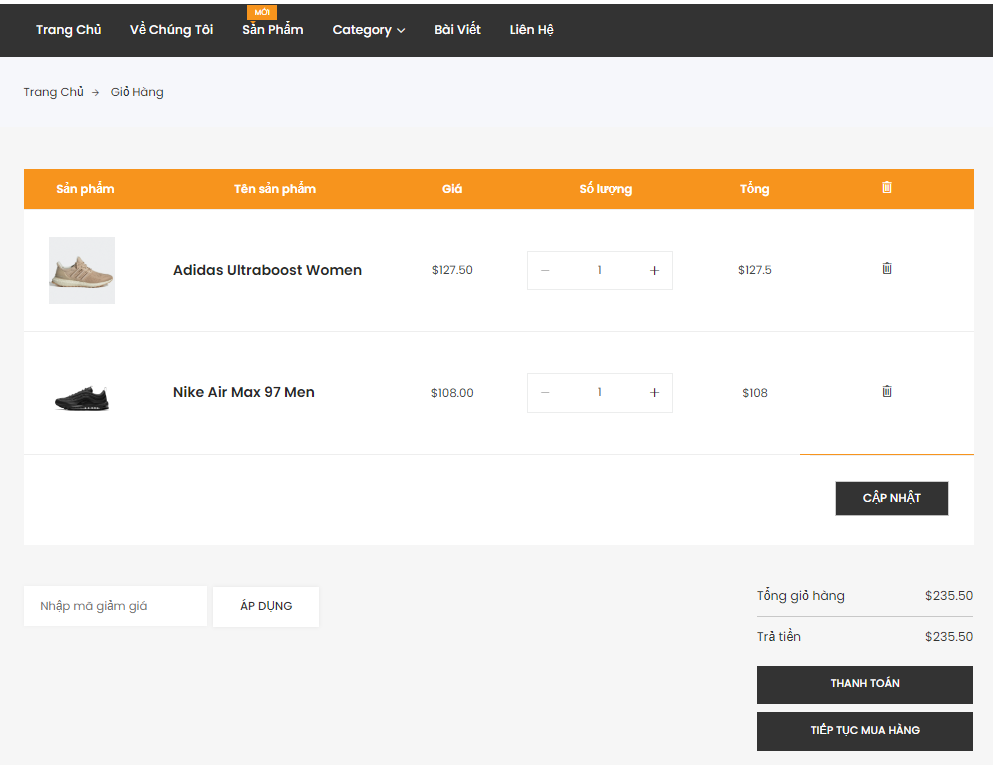 MỚI
Trang Chủ Về Chúng Tôi Sản Phẩm Category Bài Viết Liên Hệ
Trang Chủ → Giỏ Hàng
Sản phẩm Tên sản phẩm Giá Số lượng Tổng
Adidas Ultraboost Women $127.50 − 1 + $127.5
Nike Air Max 97 Men $108.00 − 1 + $108
CẬP NHẬT
Nhập mã giảm giá ÁP DỤNG
Tổng giỏ hàng $235.50
Trả tiền $235.50
THANH TOÁN
TIẾP TỤC MUA HÀNG